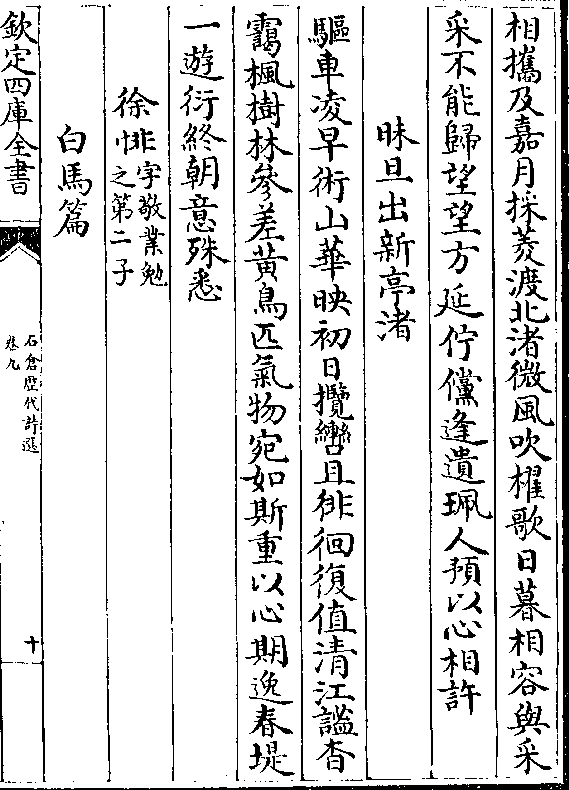 相攜及嘉月採菱渡北渚微風吹櫂歌日暮相容與采
采不能歸望望方延佇儻逢遺珮人預以心相許
昧旦出新亭渚
驅車凌早術山華映初日攬轡且徘徊復值清江謐杳
靄楓樹林參差黃鳥匹氣物宛如斯重以心期逸春堤
一遊衍終朝意殊悉
徐悱字敬業勉之第二子
白馬篇
欽定四庫全書
石倉歷代詩選
卷九
十